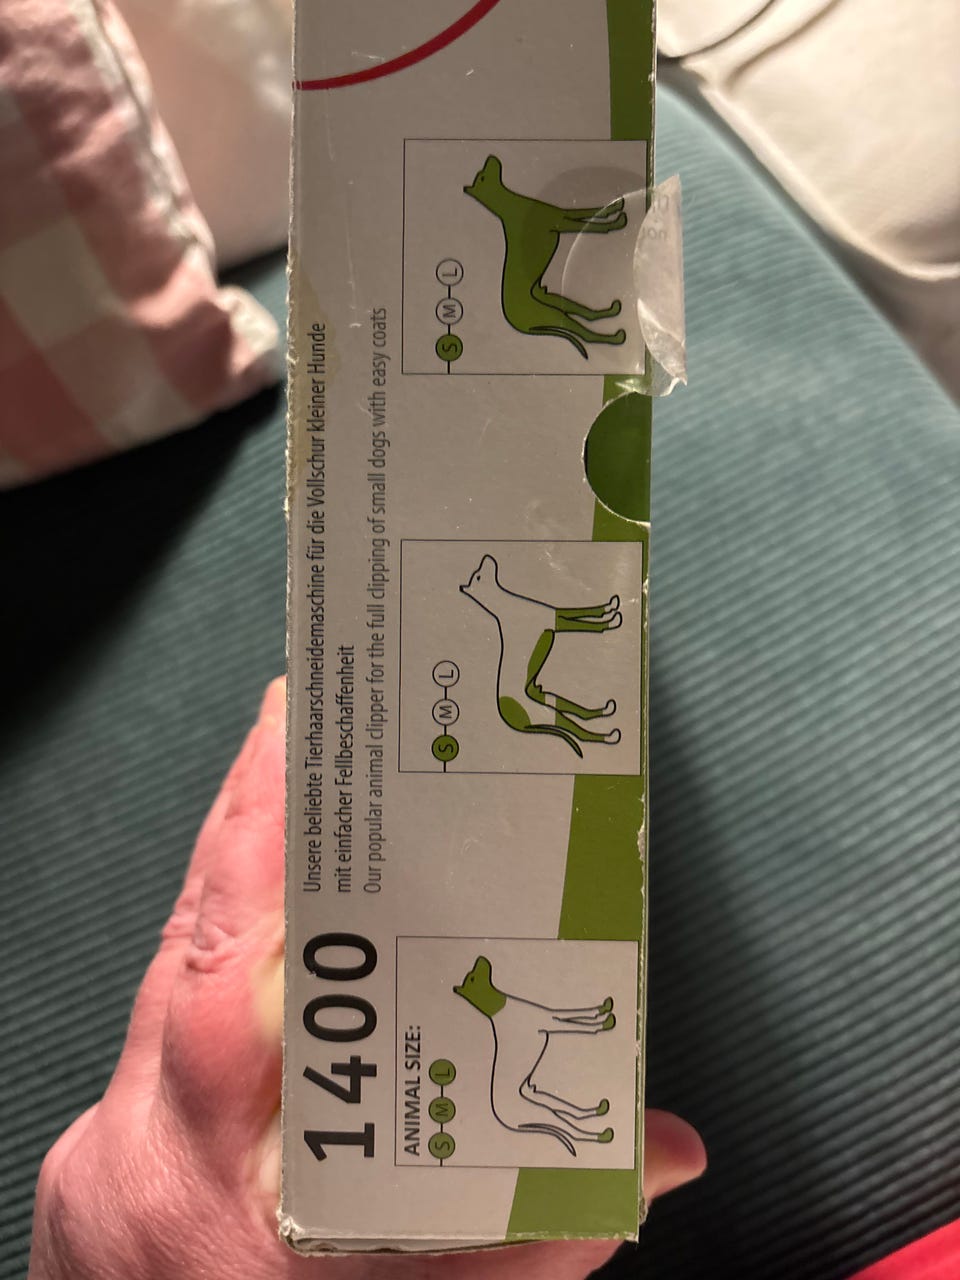 1400
Unsere beliebte Tierhaarschneidemaschine für die Vollschur kleiner Hunde
mit einfacher Fellbeschaffenheit
Our popular animal clipper for the full clipping of small dogs with easy coats
ANIMAL SIZE:
S M L
S M L
S M L